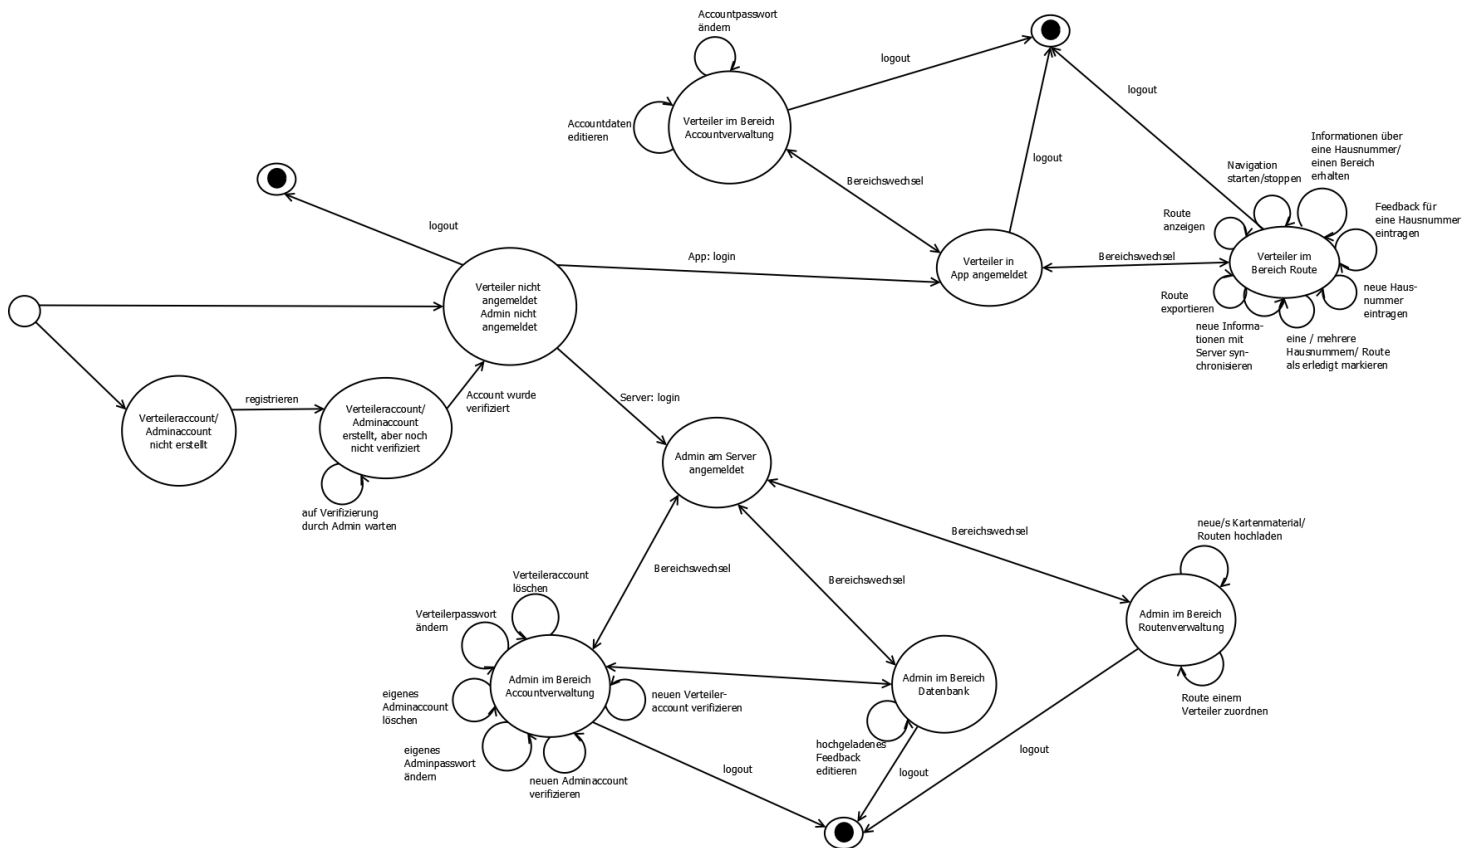 Accountpasswort
ändern
logout
Accountdaten
editieren
Verteiler im Bereich
Accountverwaltung
logout
Informationen über
eine Hausnummer/
einen Bereich
erhalten
Navigation
starten/stoppen
logout
Bereichswechsel
Feedback für
eine Hausnummer
eintragen
Route
anzeigen
logout
App: login
Verteiler in
App angemeldet
Bereichswechsel
Verteiler im
Bereich Route
Verteiler nicht
angemeldet
Admin nicht
angemeldet
Route
exportieren
neue Haus-
nummer
eintragen
neue Informa-
tionen mit
Server syn-
chronisieren
eine / mehrere
Hausnummern/ Route
als erledigt markieren
registrieren
Account wurde
verifiziert
Server: login
Verteileraccount/
Adminaccount
nicht erstellt
Verteileraccount/
Adminaccount
erstellt, aber noch
nicht verifiziert
Admin am Server
angemeldet
auf Verifizierung
durch Admin warten
Bereichswechsel
neue/s Kartenmaterial/
Routen hochladen
Bereichswechsel
Bereichswechsel
Verteileraccount
löschen
Verteilerpasswort
ändern
Admin im Bereich
Routenverwaltung
Admin im Bereich
Accountverwaltung
Admin im Bereich
Datenbank
eigenes
Adminaccount
löschen
neuen Verteiler-
account verifizieren
Route einem
Verteiler zuordnen
eigenes
Adminpasswort
ändern
neuen Adminaccount
verifizieren
logout
hochgeladenes
Feedback
editieren
logout
logout